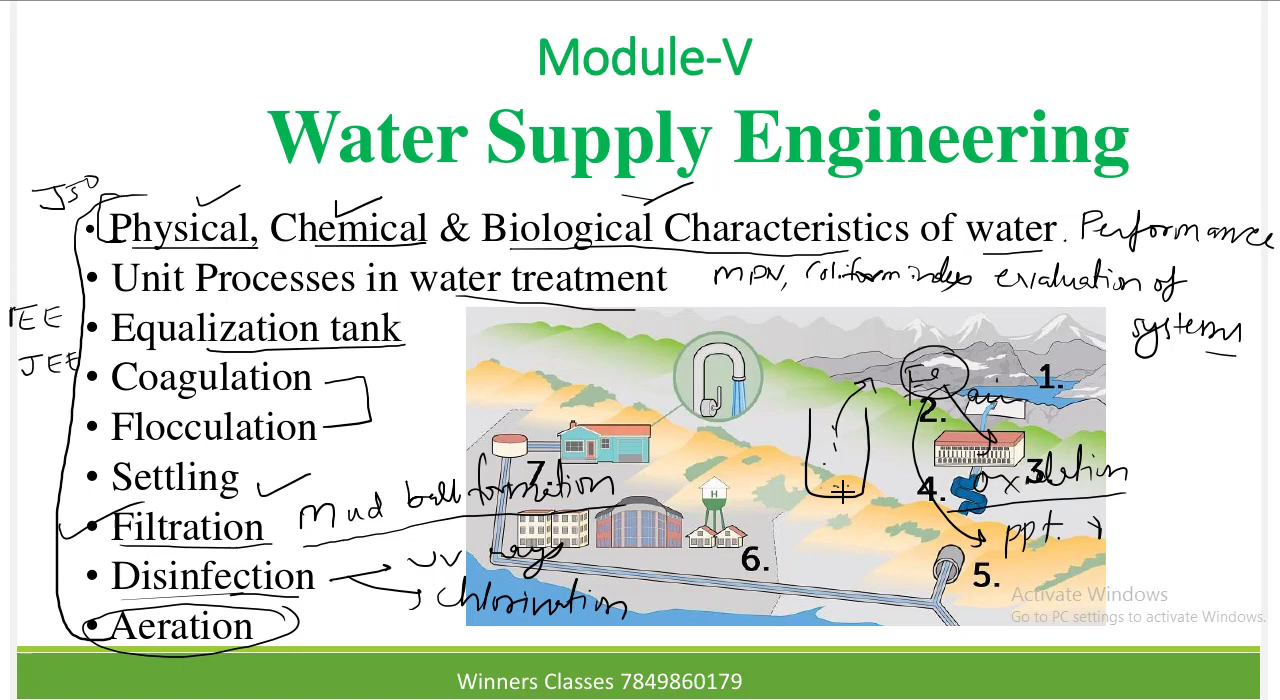 Module-V
Water Supply Engineering
JSO
• Physical, Chemical & Biological Characteristics of water. Performance
• Unit Processes in water treatment MPN, Coliform index evaluation of
systems
EE
• Equalization tank
JEE
• Coagulation
• Flocculation
• Settling
• Filtration Mud ball formation
• Disinfection UV rays
Chlorination
• Aeration
H
Fe
air
oxidation
ppt.
1.
2.
3
4.
5.
6.
7.
Activate Windows
Go to PC settings to activate Windows.
Winners Classes 7849860179